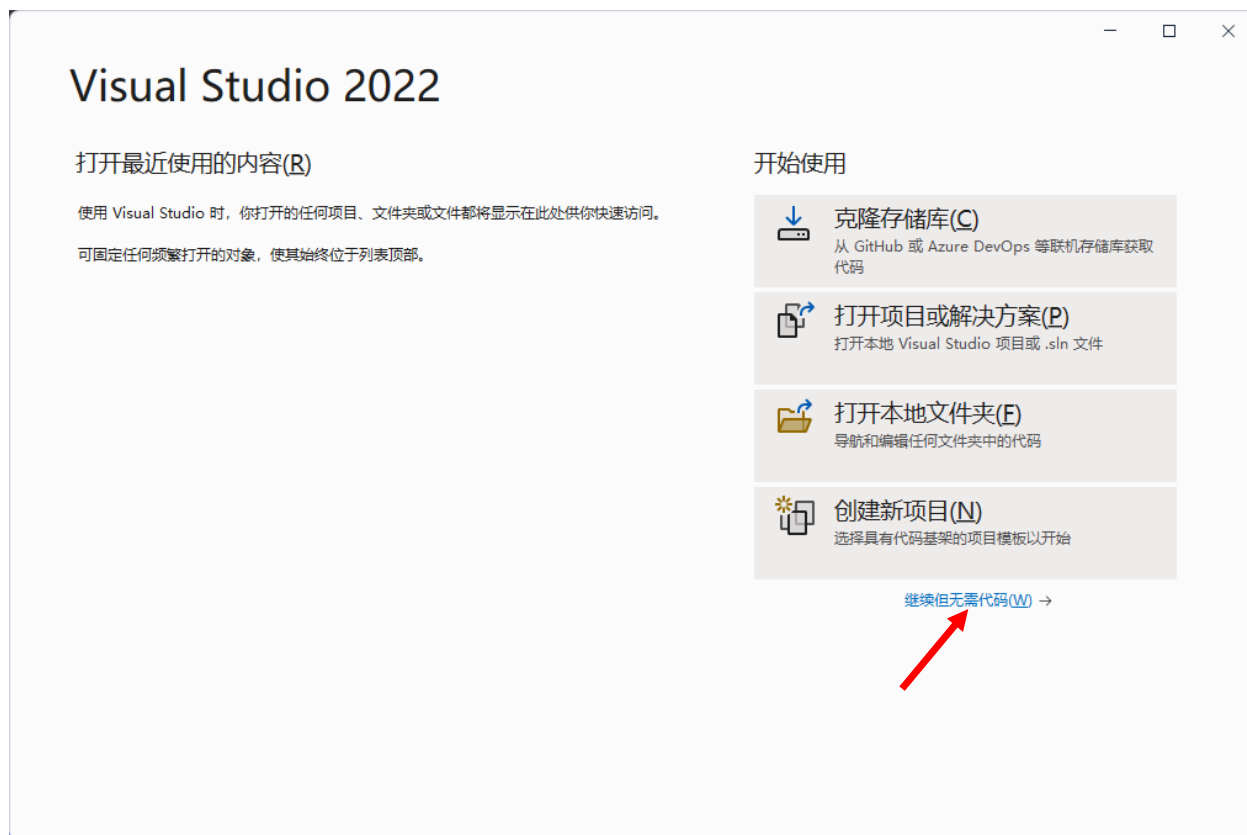 Visual Studio 2022
打开最近使用的内容(R)
使用 Visual Studio 时，你打开的任何项目、文件夹或文件都将显示在此处供你快速访问。
可固定任何频繁打开的对象，使其始终位于列表顶部。
开始使用
克隆存储库(C)
从 GitHub 或 Azure DevOps 等联机存储库获取
代码
打开项目或解决方案(P)
打开本地 Visual Studio 项目或 .sln 文件
打开本地文件夹(F)
导航和编辑任何文件夹中的代码
创建新项目(N)
选择具有代码基架的项目模板以开始
继续但无需代码(W) →